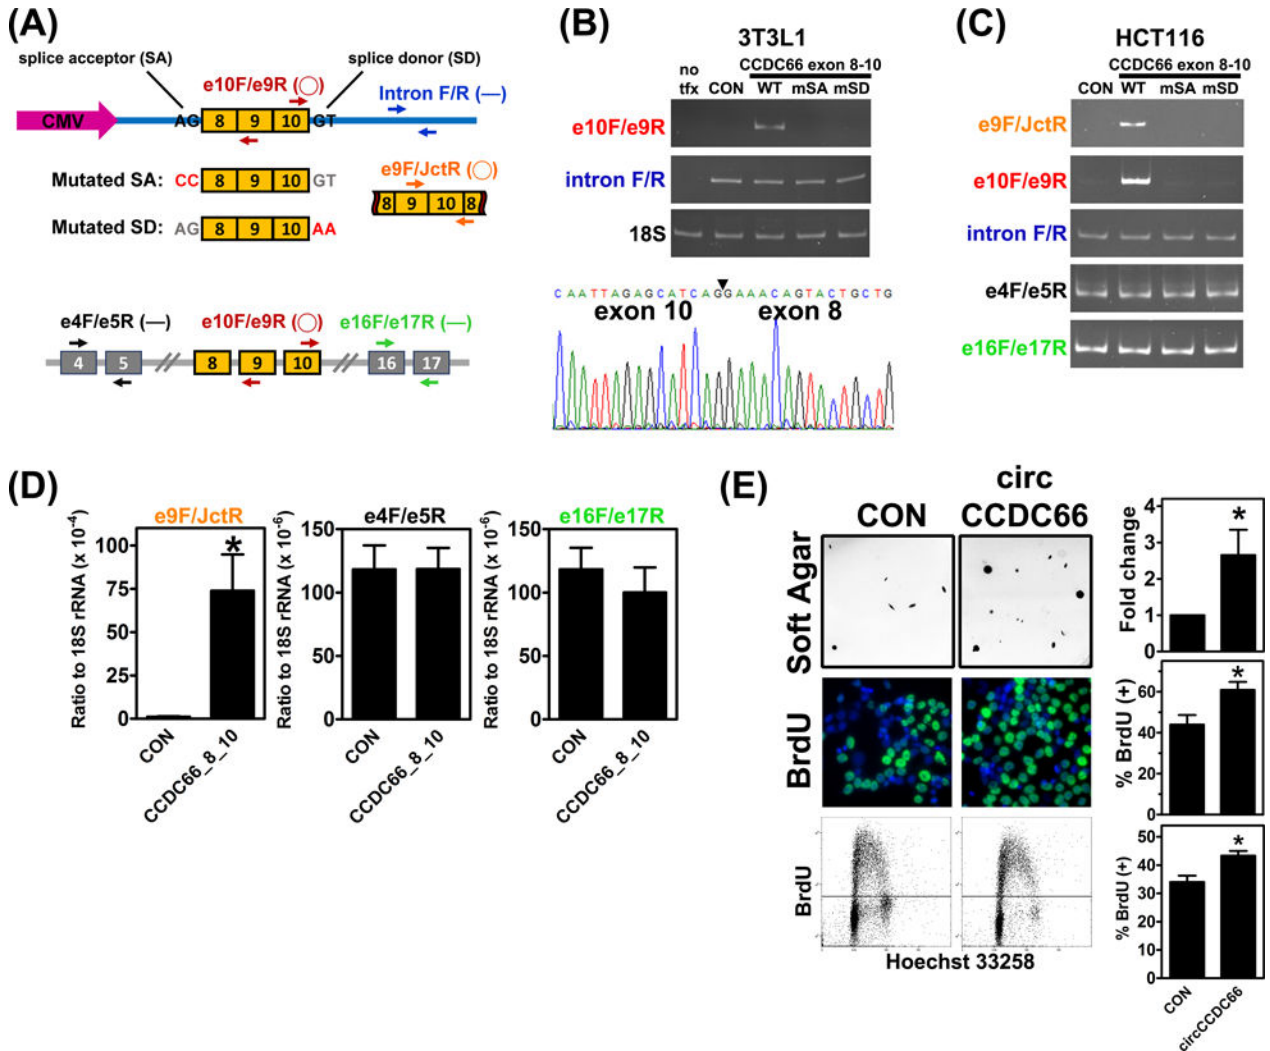 (A)
splice acceptor (SA)
splice donor (SD)
e10F/e9R (◯)
Intron F/R (—)
CMV
AG 8 9 10 GT
e9F/JctR (◯)
Mutated SA: CC 8 9 10 GT
8 9 10 8
Mutated SD: AG 8 9 10 AA
e4F/e5R (—)
e10F/e9R (◯)
e16F/e17R (—)
4 5 // 8 9 10 // 16 17
(B)
3T3L1
CCDC66 exon 8-10
no
tfx CON WT mSA mSD
e10F/e9R
intron F/R
18S
CAATTAGAGCATCAGGAAACAGTACTGCTG
exon 10 exon 8
(C)
HCT116
CCDC66 exon 8-10
CON WT mSA mSD
e9F/JctR
e10F/e9R
intron F/R
e4F/e5R
e16F/e17R
(D)
e9F/JctR
Ratio to 18S rRNA (x 10⁻⁴)
100
75
50
25
0
*
CON
CCDC66_8_10
e4F/e5R
Ratio to 18S rRNA (x 10⁻⁶)
150
100
50
0
CON
CCDC66_8_10
e16F/e17R
Ratio to 18S rRNA (x 10⁻⁶)
150
100
50
0
CON
CCDC66_8_10
(E)
CON
circ
CCDC66
Soft Agar
BrdU
BrdU
Hoechst 33258
Fold change
4
3
2
1
0
*
% BrdU (+)
60
40
20
0
*
% BrdU (+)
50
40
30
20
10
0
*
CON
circCCDC66